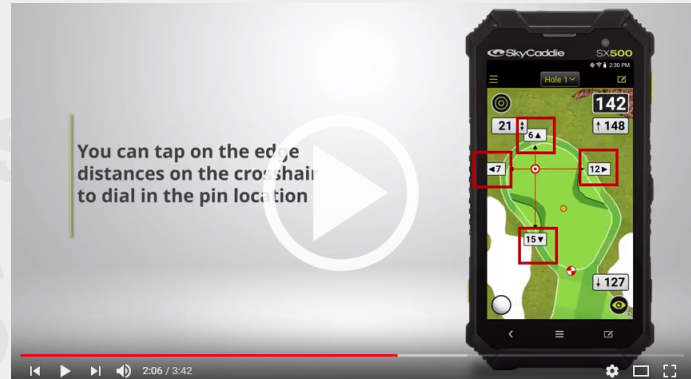 SkyCaddie SX500
2:30 PM
Hole 1
142
21
6▲
↑ 148
◄7
12►
You can tap on the edge
distances on the crosshair
to dial in the pin location
15▼
↓ 127
2:06 / 3:42